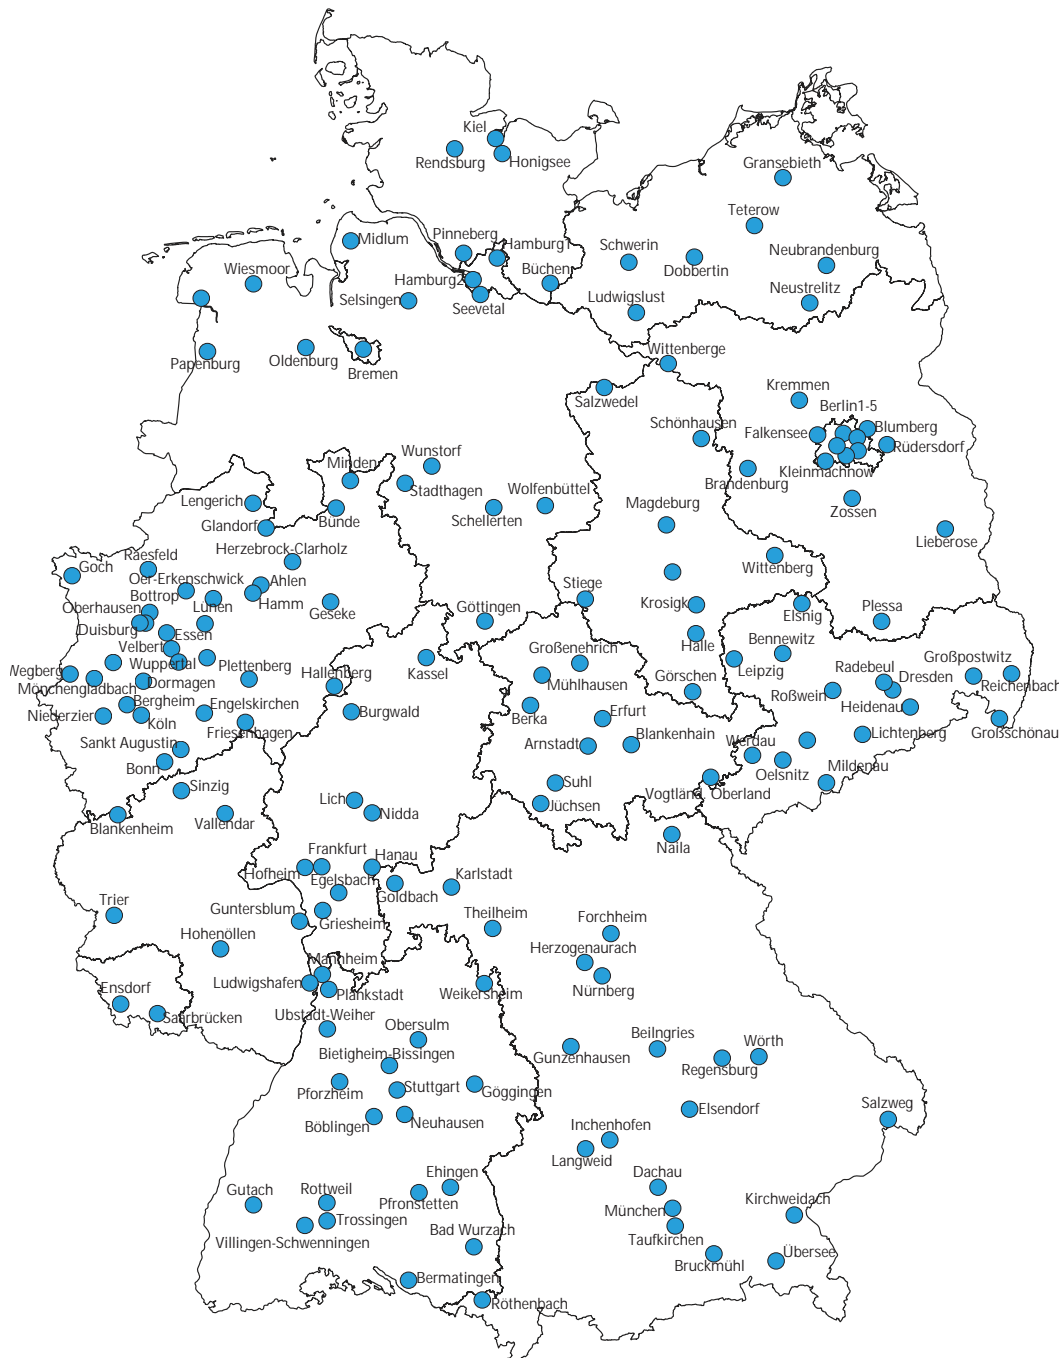 Kiel
Rendsburg
Honigsee
Gransebieth
Teterow
Midlum
Pinneberg
Hamburg1
Schwerin
Dobbertin
Neubrandenburg
Wiesmoor
Hamburg2
Büchen
Neustrelitz
Selsingen
Seevetal
Ludwigslust
Papenburg
Oldenburg
Bremen
Wittenberge
Salzwedel
Kremmen
Berlin1-5
Schönhausen
Falkensee
Blumberg
Rüdersdorf
Minden
Wunstorf
Kleinmachnow
Brandenburg
Stadthagen
Wolfenbüttel
Lengerich
Magdeburg
Zossen
Glandorf
Bünde
Schellerten
Lieberose
Herzebrock-Clarholz
Raesfeld
Goch
Oer-Erkenschwick
Ahlen
Wittenberg
Bottrop
Stiege
Oberhausen
Lünen
Hamm
Geseke
Krosigk
Elsnig
Plessa
Göttingen
Duisburg
Essen
Bennewitz
Velbert
Halle
Großenehrich
Wuppertal
Plettenberg
Leipzig
Großpostwitz
Wegberg
Hallenberg
Kassel
Radebeul
Dresden
Reichenbach
Mönchengladbach
Dormagen
Mühlhausen
Görschen
Roßwein
Bergheim
Engelskirchen
Burgwald
Heidenau
Niederzier
Köln
Berka
Erfurt
Großschönau
Friesenhagen
Lichtenberg
Sankt Augustin
Arnstadt
Blankenhain
Werdau
Bonn
Oelsnitz
Mildenau
Sinzig
Suhl
Vogtländ. Oberland
Lich
Jüchsen
Nidda
Blankenheim
Vallendar
Naila
Frankfurt
Hanau
Hofheim
Egelsbach
Karlstadt
Goldbach
Trier
Guntersblum
Griesheim
Theilheim
Forchheim
Hohenöllen
Herzogenaurach
Mannheim
Ensdorf
Ludwigshafen
Plankstadt
Weikersheim
Nürnberg
Saarbrücken
Ubstadt-Weiher
Obersulm
Beilngries
Wörth
Bietigheim-Bissingen
Gunzenhausen
Regensburg
Pforzheim
Stuttgart
Göggingen
Elsendorf
Salzweg
Böblingen
Neuhausen
Inchenhofen
Langweid
Ehingen
Dachau
Gutach
Rottweil
Pfronstetten
Kirchweidach
München
Trossingen
Bad Wurzach
Taufkirchen
Villingen-Schwenningen
Übersee
Bruckmühl
Bermatingen
Röthenbach